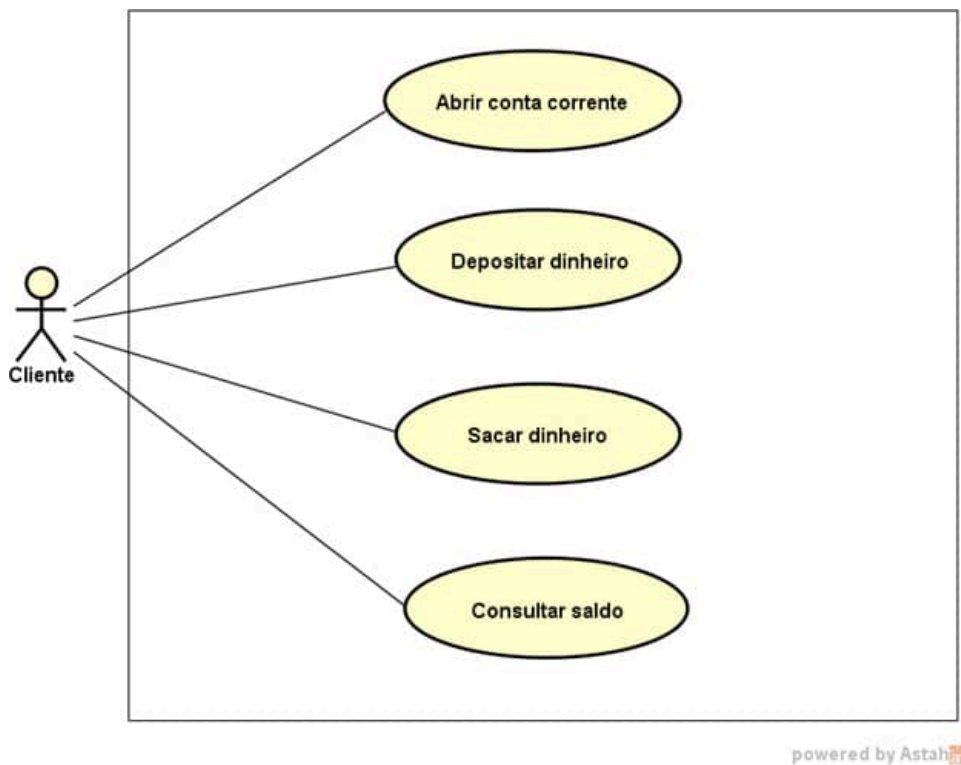 Abrir conta corrente
Depositar dinheiro
Cliente
Sacar dinheiro
Consultar saldo
powered by Astah